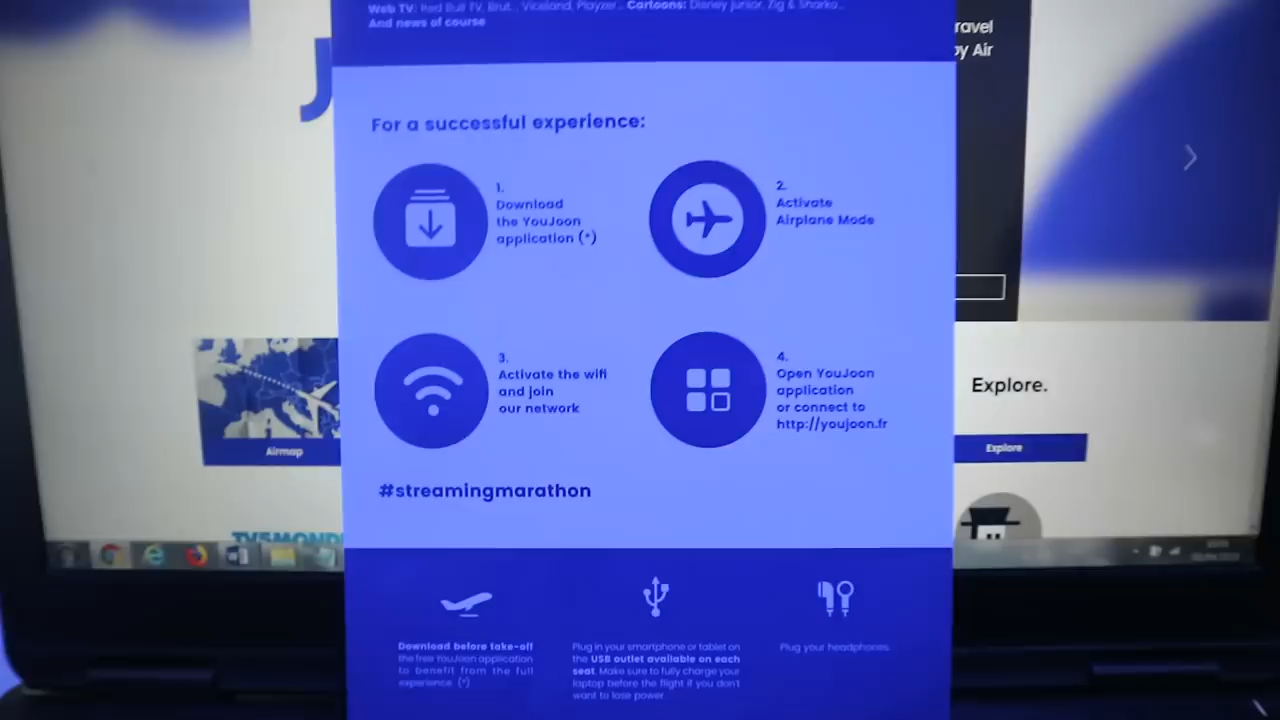 Web TV: Red Bull TV, Brut. , Viceland, Playzer... Cartoons: Disney Junior, Zig & Sharko...
And news of course
ravel
by Air
J
For a successful experience:
1.
Download
the YouJoon
application (*)
2.
Activate
Airplane Mode
3.
Activate the wifi
and join
our network
4.
Open YouJoon
application
or connect to
http://youjoon.fr
#streamingmarathon
Airmap
Explore.
Explore
TV5MONDE
Download before take-off
the free YouJoon application
to benefit from the full
experience. (*)
Plug in your smartphone or tablet on
the USB outlet available on each
seat. Make sure to fully charge your
laptop before the flight if you don't
want to lose power.
Plug your headphones.